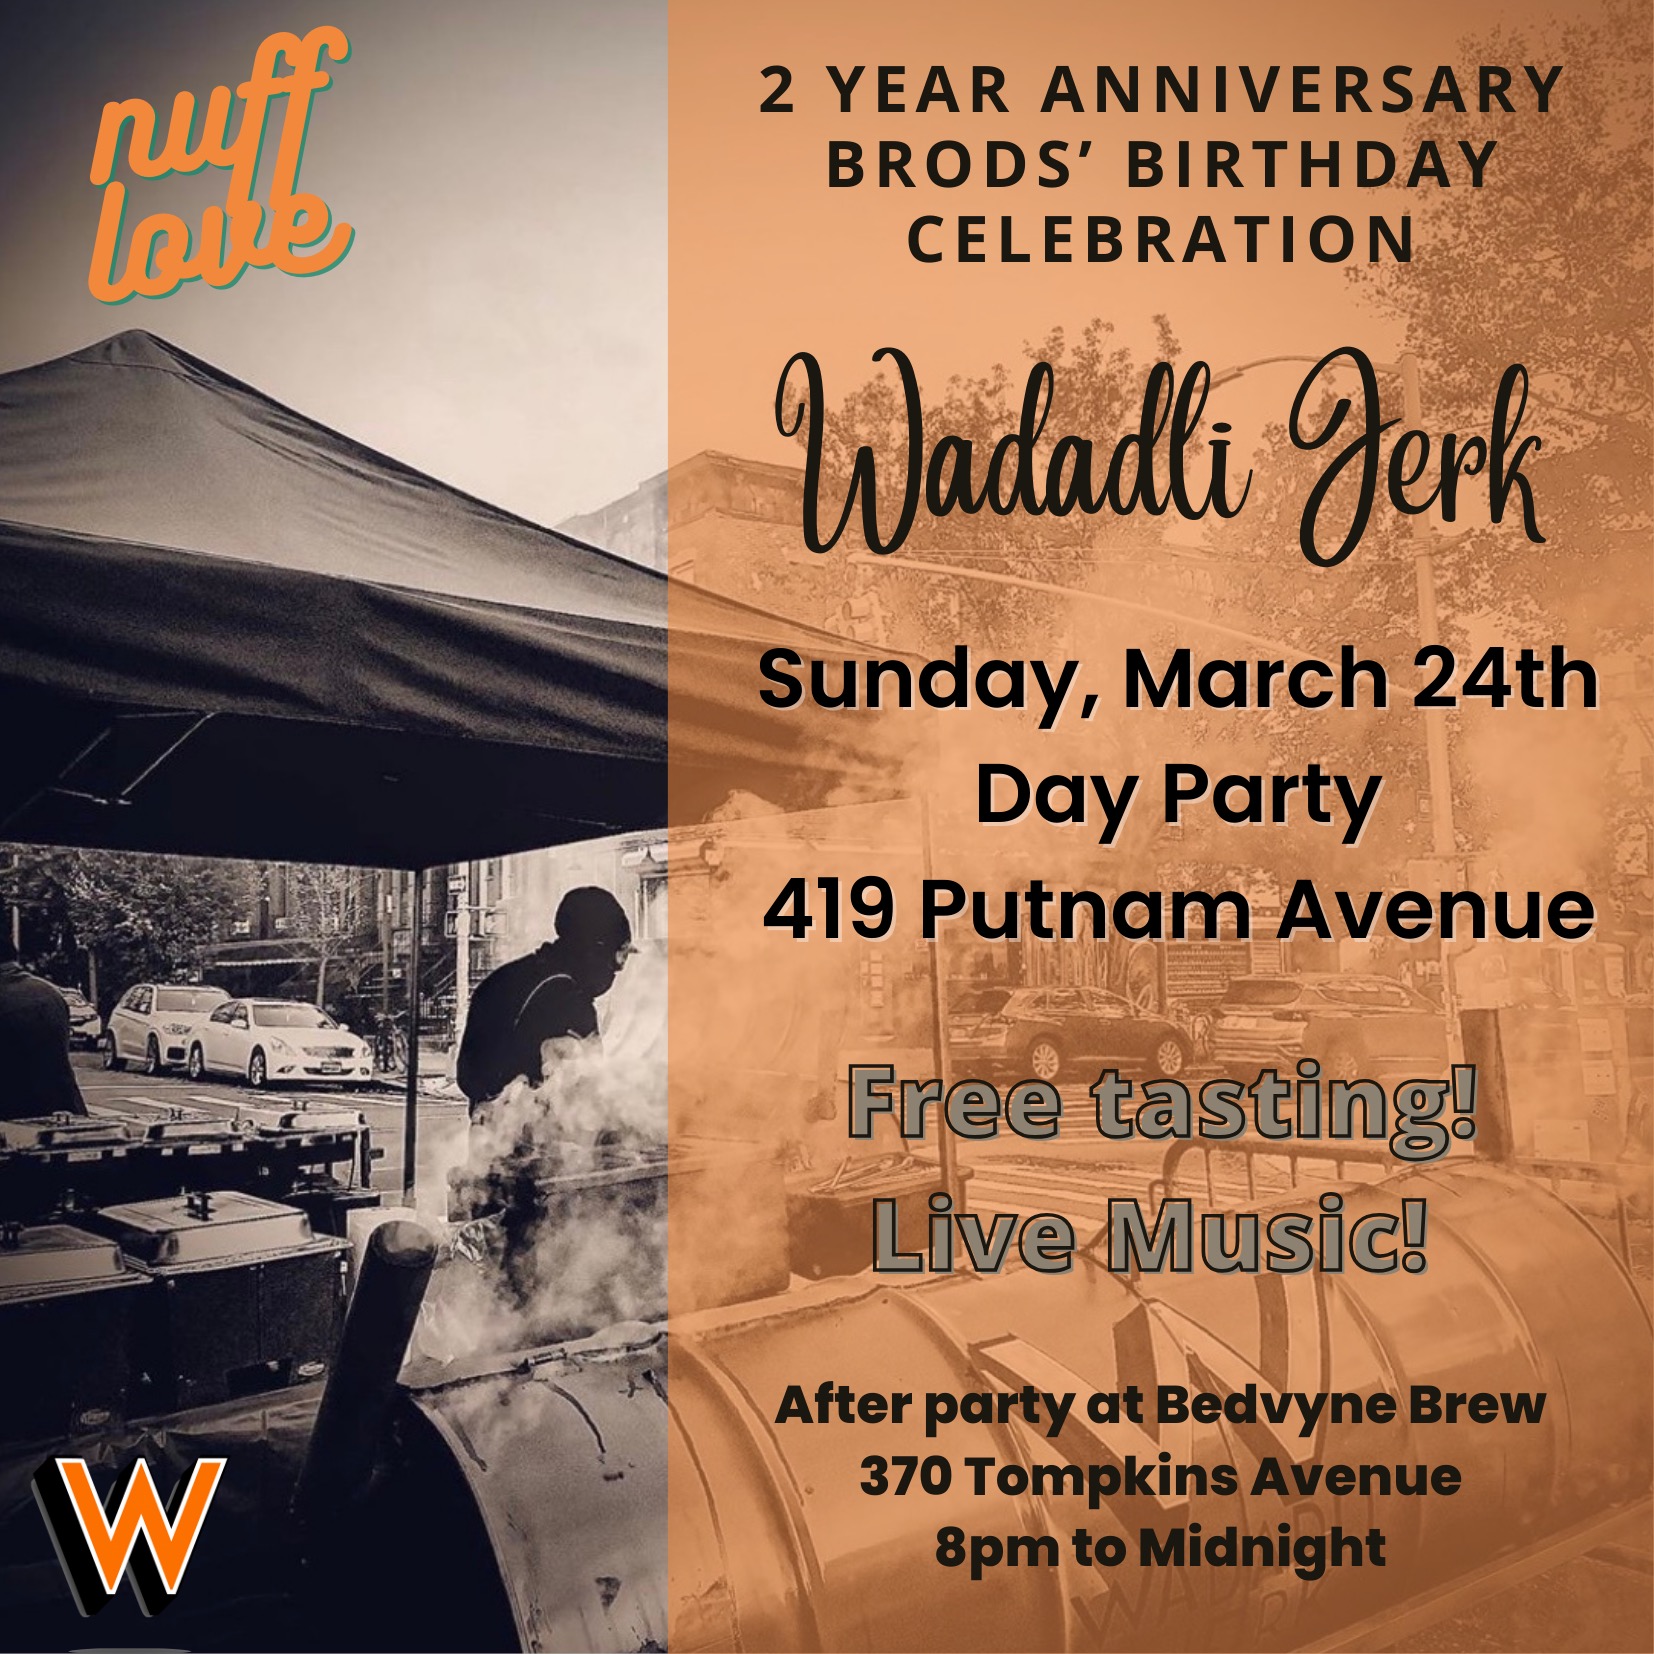 nuff
love
2 YEAR ANNIVERSARY
BRODS’ BIRTHDAY
CELEBRATION
Wadadli Jerk
Sunday, March 24th
Day Party
419 Putnam Avenue
Free tasting!
Live Music!
After party at Bedvyne Brew
370 Tompkins Avenue
8pm to Midnight
W
W